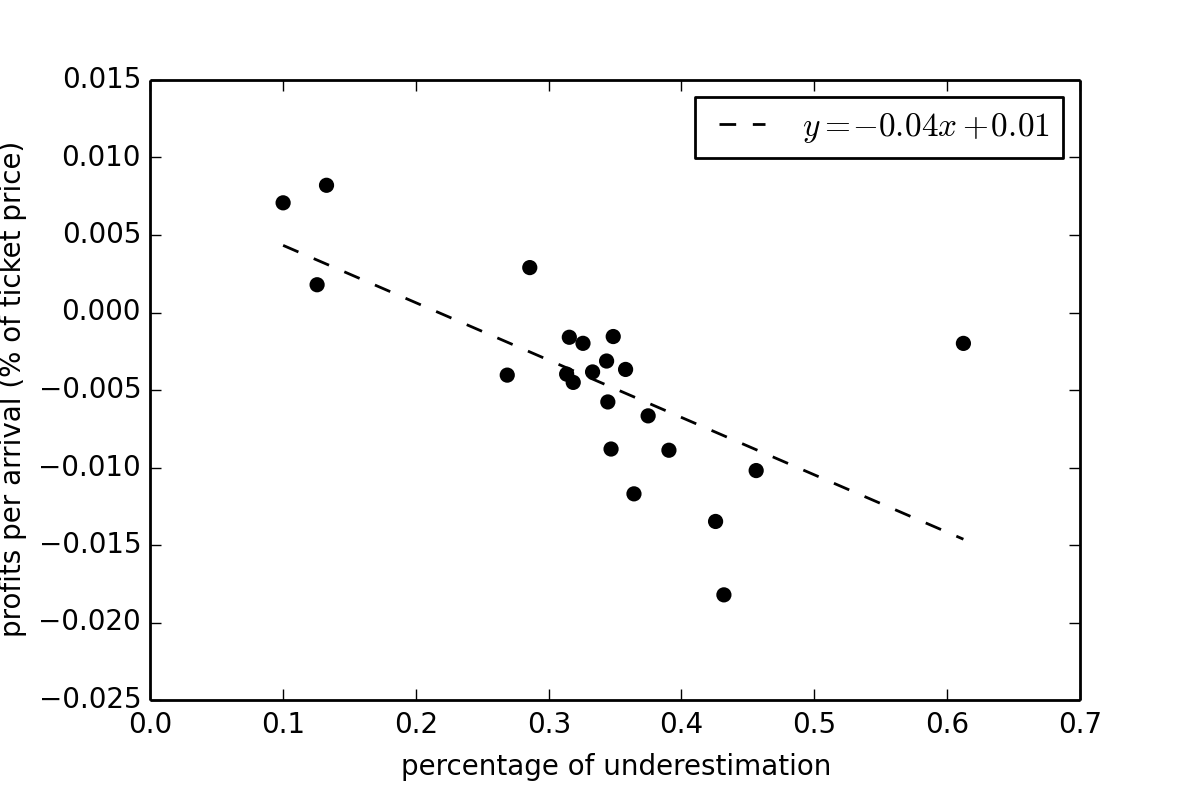 0.015
0.010
0.005
0.000
−0.005
−0.010
−0.015
−0.020
−0.025
profits per arrival (% of ticket price)
y=−0.04x+0.01
0.0 0.1 0.2 0.3 0.4 0.5 0.6 0.7
percentage of underestimation